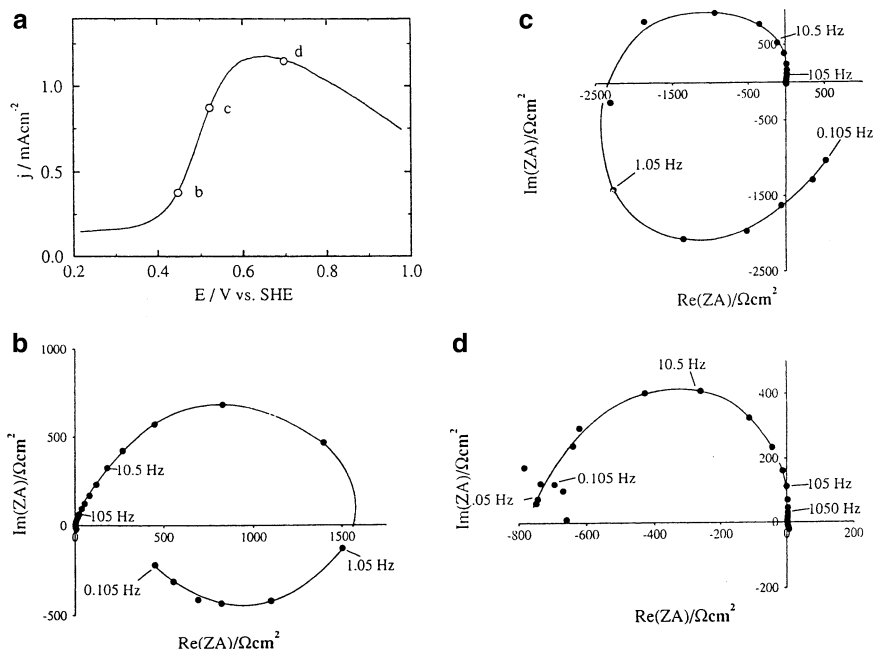 a
1.0
0.5
0.0
j / mAcm⁻²
b
c
d
0.2
0.4
0.6
0.8
1.0
E / V vs. SHE
c
10.5 Hz
500
105 Hz
-2500
-1500
-500
500
-500
0.105 Hz
1.05 Hz
-1500
-2500
Im(ZA)/Ωcm²
Re(ZA)/Ωcm²
b
1000
500
0
-500
Im(ZA)/Ωcm²
10.5 Hz
105 Hz
0
500
1000
1500
0.105 Hz
1.05 Hz
Re(ZA)/Ωcm²
d
10.5 Hz
400
200
0.105 Hz
.05 Hz
105 Hz
1050 Hz
-800
-600
-400
-200
0
200
-200
Im(ZA)/Ωcm²
Re(ZA)/Ωcm²